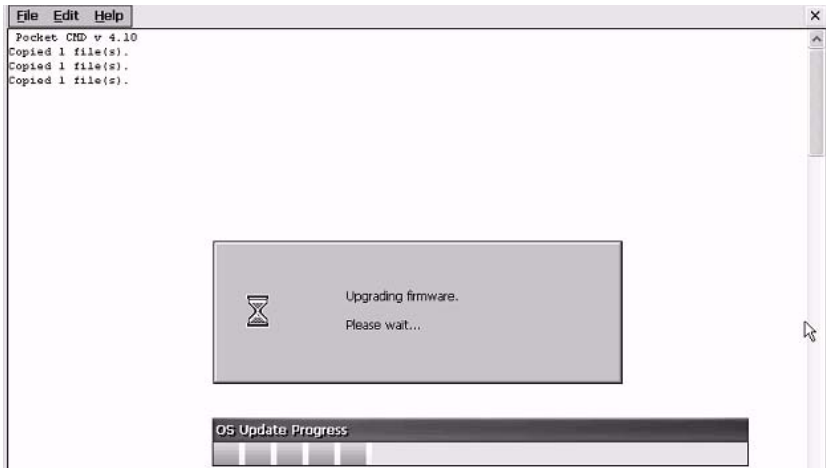 File Edit Help
Pocket CMD v 4.10
Copied 1 file(s).
Copied 1 file(s).
Copied 1 file(s).
Upgrading firmware.
Please wait...
OS Update Progress